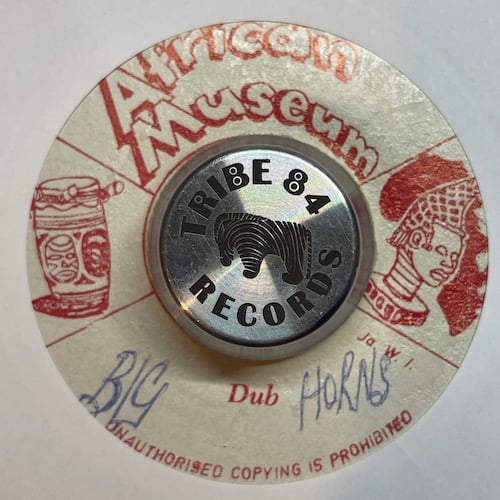 African
Museum
TRIBE 84
RECORDS
Ja. W. I.
BIG Dub HORNS
UNAUTHORISED COPYING IS PROHIBITED